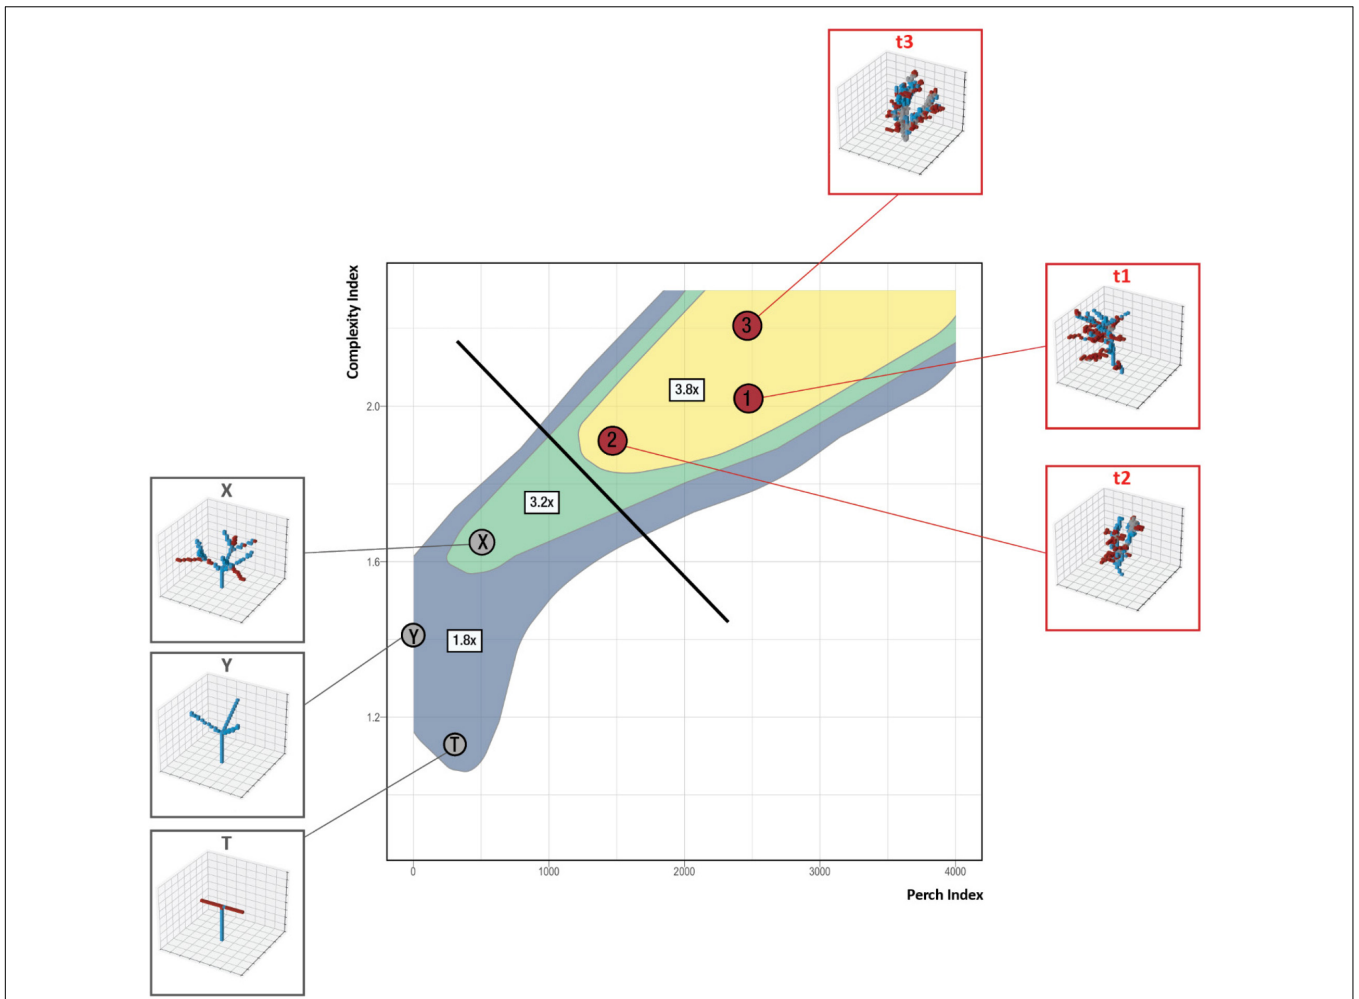 t3
t1
t2
X
Y
T
Complexity Index
2.0
1.6
1.2
3
1
2
3.8x
3.2x
1.8x
X
Y
T
0 1000 2000 3000 4000
Perch Index